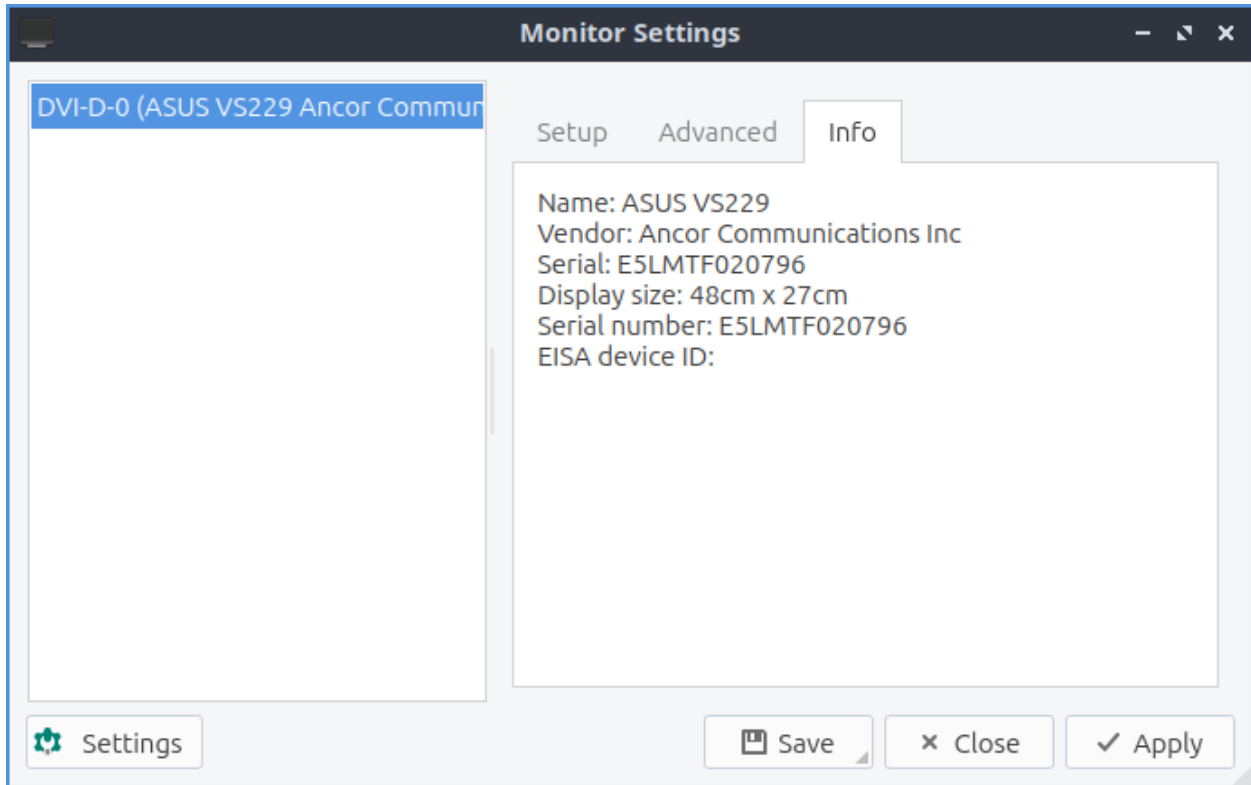 Monitor Settings
DVI-D-0 (ASUS VS229 Ancor Commun
Setup Advanced Info
Name: ASUS VS229
Vendor: Ancor Communications Inc
Serial: E5LMTF020796
Display size: 48cm x 27cm
Serial number: E5LMTF020796
EISA device ID:
Settings Save Close Apply